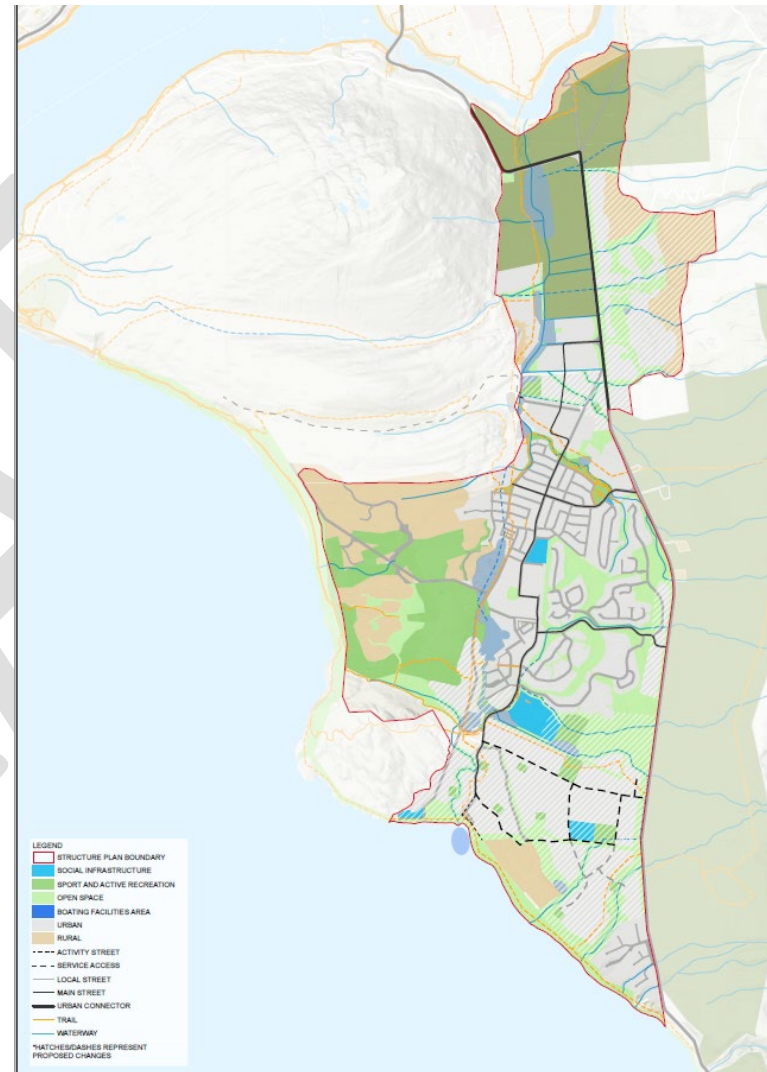 LEGEND
STRUCTURE PLAN BOUNDARY
SOCIAL INFRASTRUCTURE
SPORT AND ACTIVE RECREATION
OPEN SPACE
BOATING FACILITIES AREA
URBAN
RURAL
ACTIVITY STREET
SERVICE ACCESS
LOCAL STREET
MAIN STREET
URBAN CONNECTOR
TRAIL
WATERWAY
*HATCHES/DASHES REPRESENT
PROPOSED CHANGES